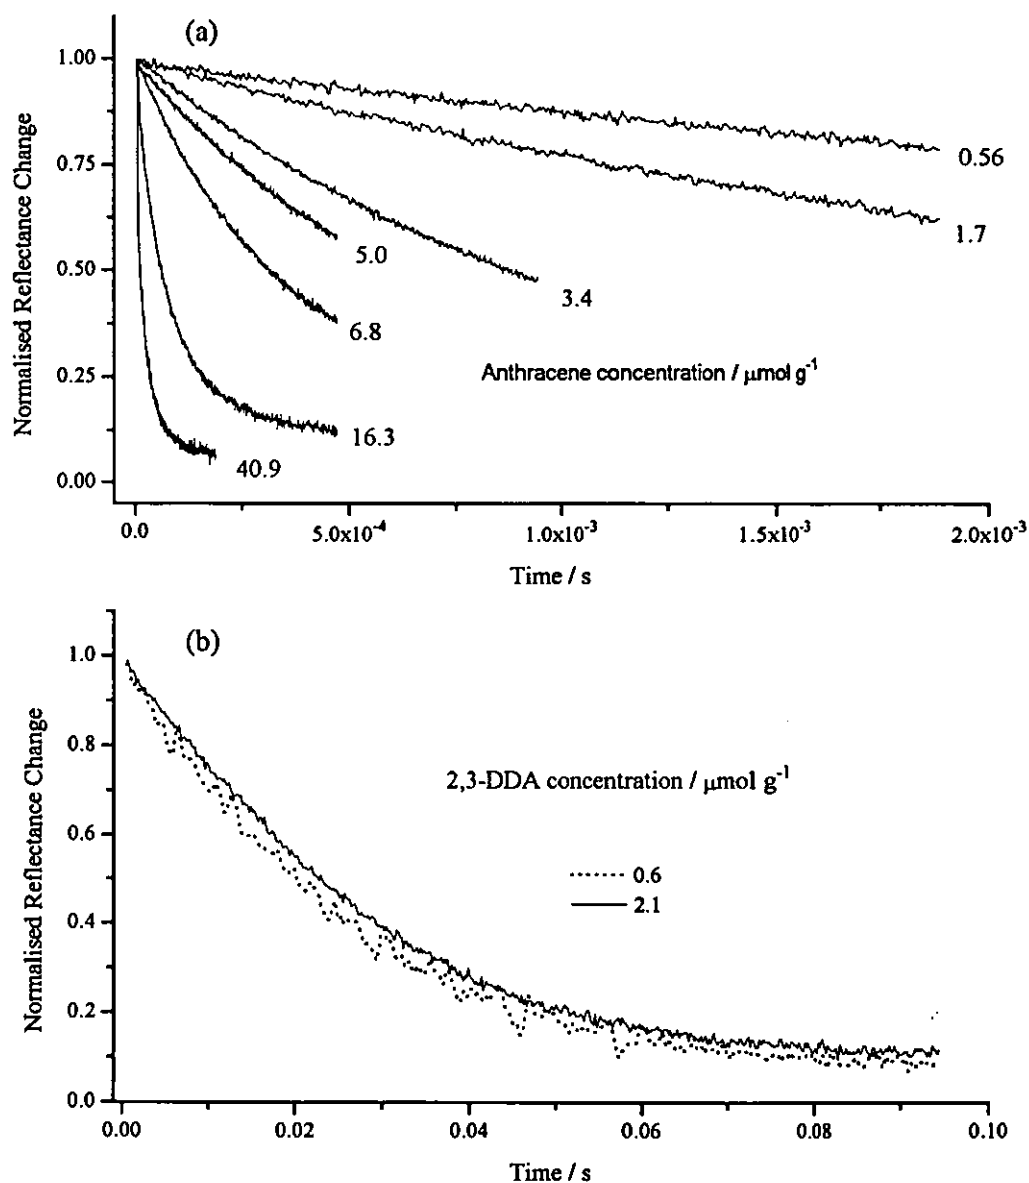 (a)
Normalised Reflectance Change
1.00
0.75
0.50
0.25
0.00
0.56
1.7
5.0
3.4
6.8
Anthracene concentration / μmol g⁻¹
16.3
40.9
0.0
5.0x10⁻⁴
1.0x10⁻³
1.5x10⁻³
2.0x10⁻³
Time / s
(b)
Normalised Reflectance Change
1.0
0.8
0.6
0.4
0.2
0.0
2,3-DDA concentration / μmol g⁻¹
0.6
2.1
0.00
0.02
0.04
0.06
0.08
0.10
Time / s